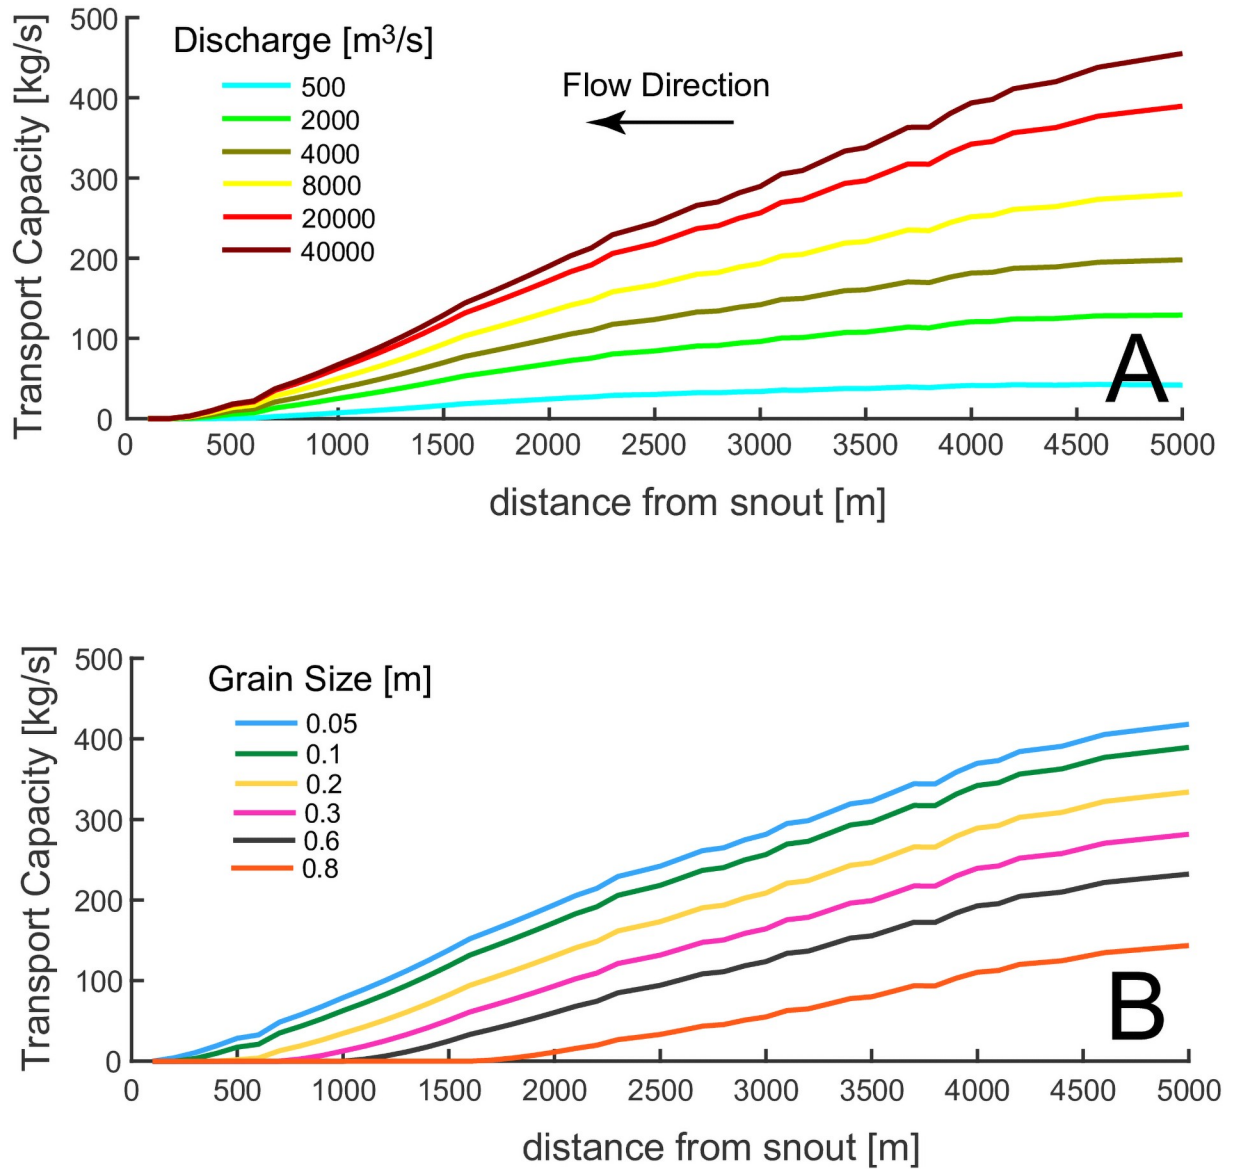 Transport Capacity [kg/s]
500
400
300
200
100
0
Discharge [m³/s]
500
2000
4000
8000
20000
40000
Flow Direction
A
0 500 1000 1500 2000 2500 3000 3500 4000 4500 5000
distance from snout [m]
Transport Capacity [kg/s]
500
400
300
200
100
0
Grain Size [m]
0.05
0.1
0.2
0.3
0.6
0.8
B
0 500 1000 1500 2000 2500 3000 3500 4000 4500 5000
distance from snout [m]